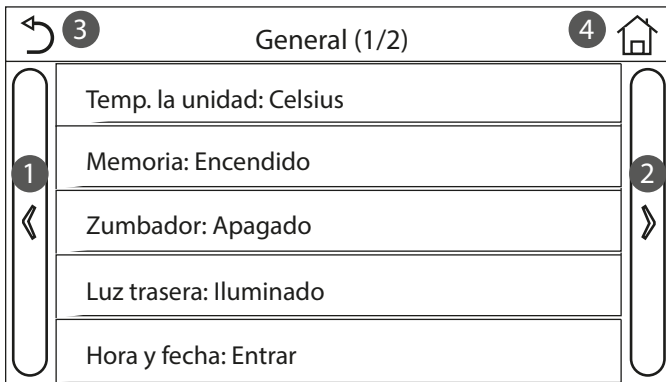 3 General (1/2) 4
Temp. la unidad: Celsius
Memoria: Encendido
1 2
Zumbador: Apagado
Luz trasera: Iluminado
Hora y fecha: Entrar